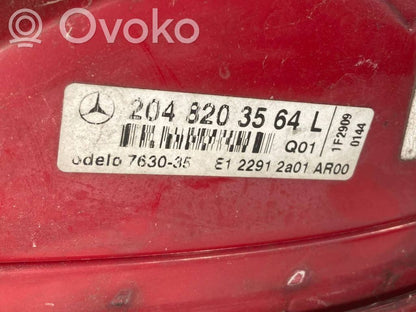 Ovoko
204 820 35 64 L
Q01
odelo 7630-35 E1 2291 2a01 AR00
1F2909
0144